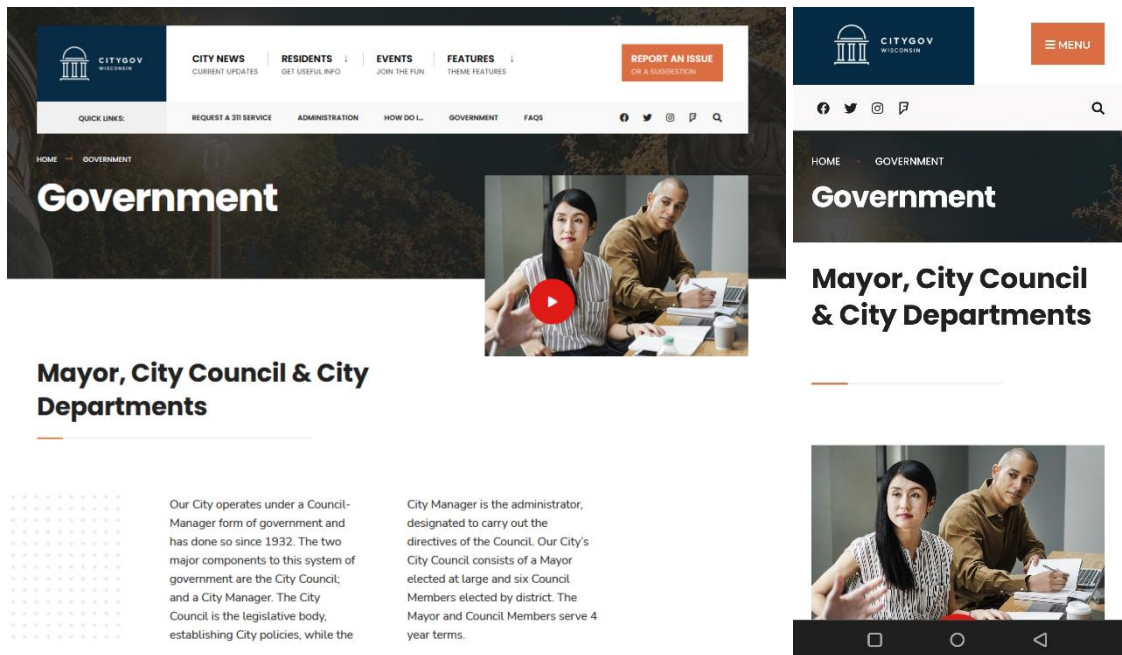 CITYGOV
WISCONSIN
CITY NEWS
CURRENT UPDATES
RESIDENTS ↓
GET USEFUL INFO
EVENTS
JOIN THE FUN
FEATURES ↓
THEME FEATURES
REPORT AN ISSUE
OR A SUGGESTION
QUICK LINKS:
REQUEST A 311 SERVICE
ADMINISTRATION
HOW DO I...
GOVERNMENT
FAQS
HOME → GOVERNMENT
Government
Mayor, City Council & City
Departments
Our City operates under a Council-
Manager form of government and
has done so since 1932. The two
major components to this system of
government are the City Council;
and a City Manager. The City
Council is the legislative body,
establishing City policies, while the
City Manager is the administrator,
designated to carry out the
directives of the Council. Our City’s
City Council consists of a Mayor
elected at large and six Council
Members elected by district. The
Mayor and Council Members serve 4
year terms.
CITYGOV
WISCONSIN
MENU
HOME → GOVERNMENT
Government
Mayor, City Council
& City Departments